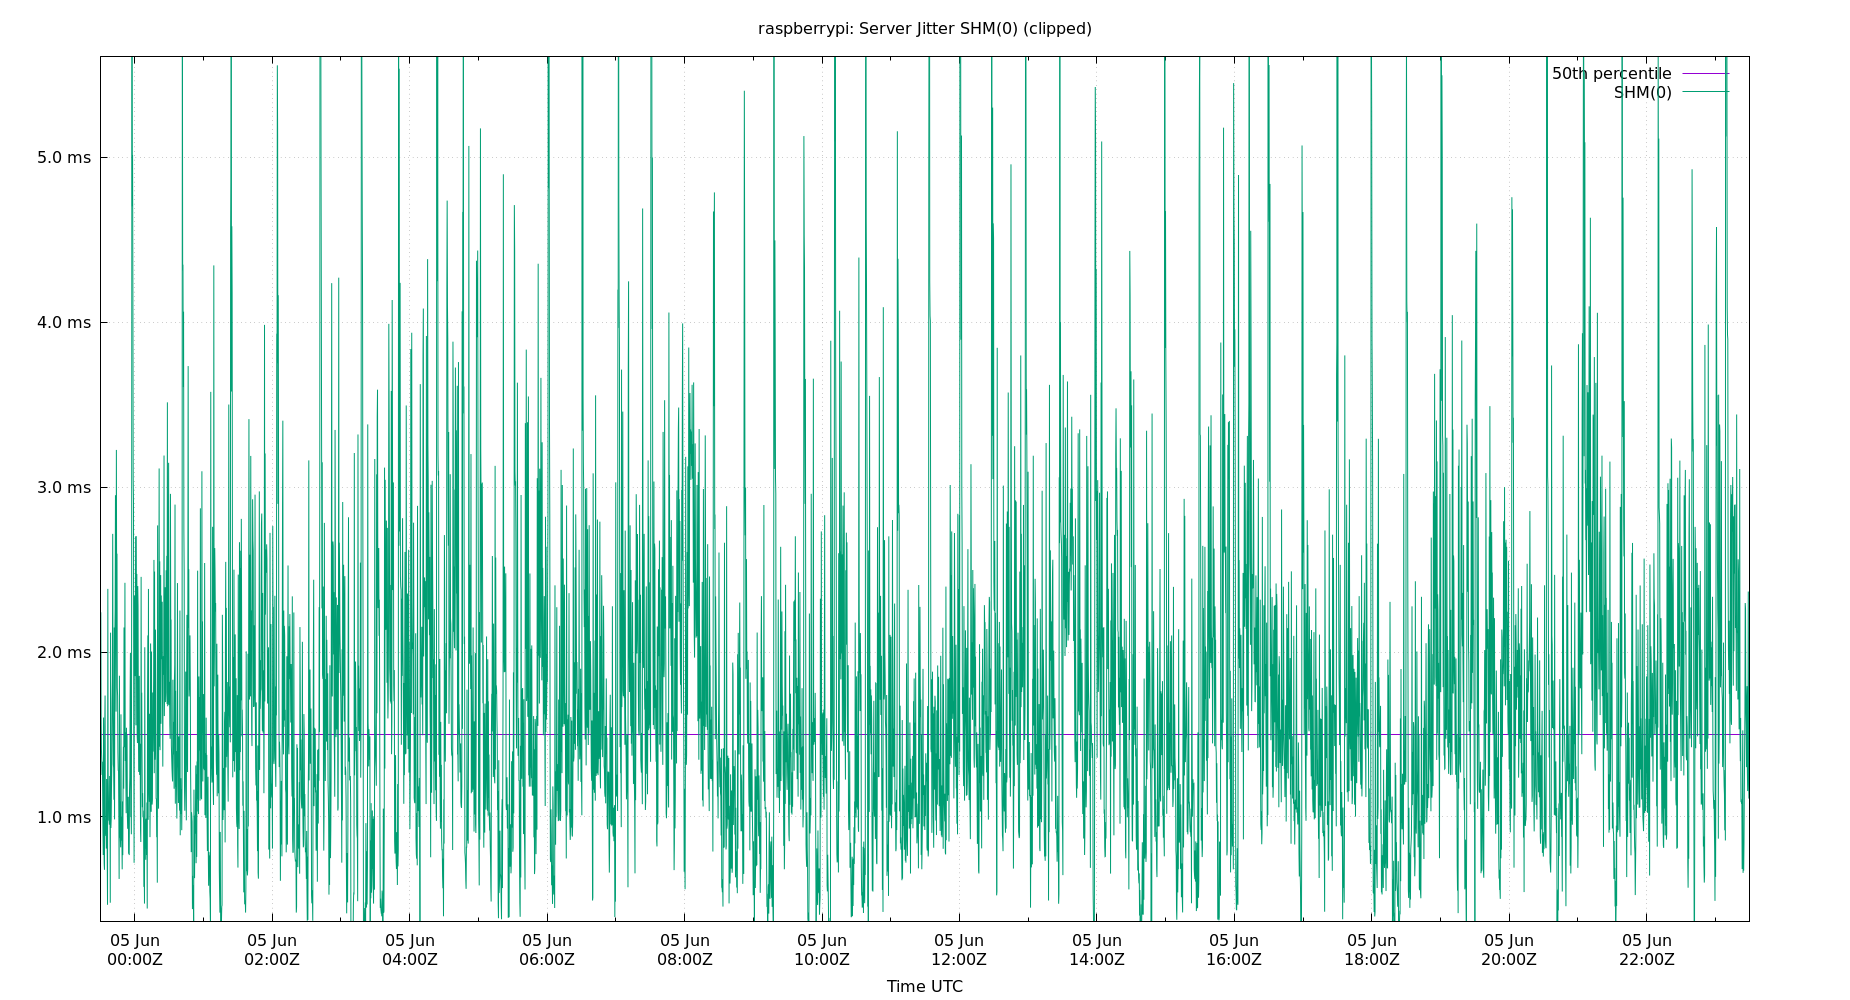 raspberrypi: Server Jitter SHM(0) (clipped)
50th percentile
SHM(0)
5.0 ms
4.0 ms
3.0 ms
2.0 ms
1.0 ms
05 Jun 05 Jun 05 Jun 05 Jun 05 Jun 05 Jun 05 Jun 05 Jun 05 Jun 05 Jun 05 Jun 05 Jun
00:00Z 02:00Z 04:00Z 06:00Z 08:00Z 10:00Z 12:00Z 14:00Z 16:00Z 18:00Z 20:00Z 22:00Z
Time UTC